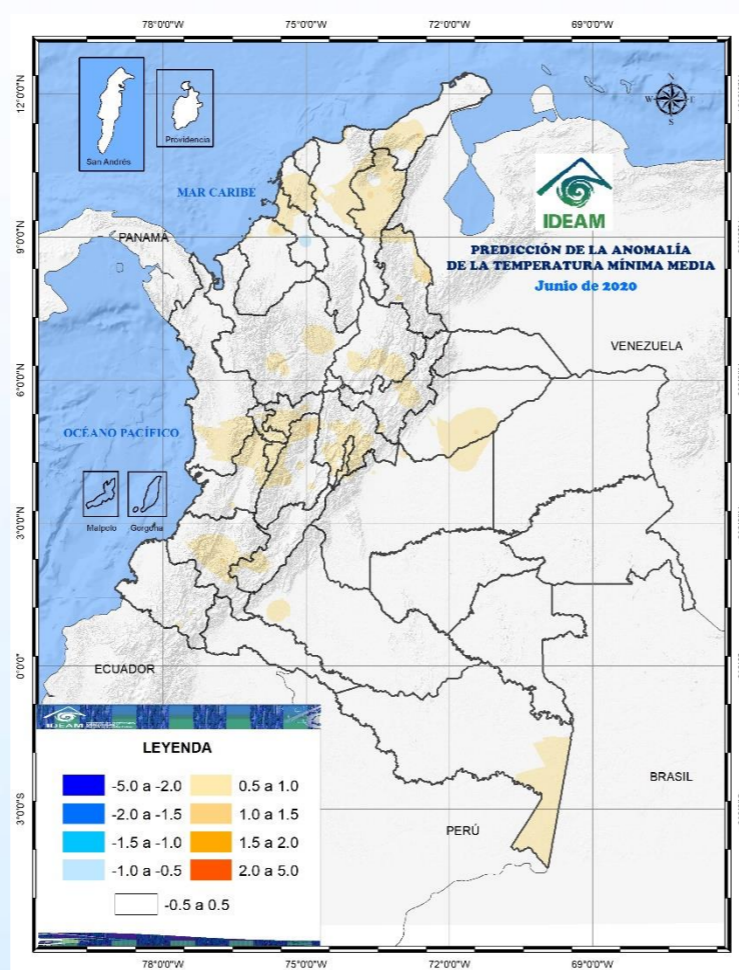 78°0'0"W 75°0'0"W 72°0'0"W 69°0'0"W
12°0'0"N
9°0'0"N
6°0'0"N
3°0'0"N
0°0'0"
3°0'0"S
San Andrés
Providencia
MAR CARIBE
PANAMÁ
IDEAM
PREDICCIÓN DE LA ANOMALÍA
DE LA TEMPERATURA MÍNIMA MEDIA
Junio de 2020
VENEZUELA
OCÉANO PACÍFICO
Malpelo
Gorgona
ECUADOR
BRASIL
PERÚ
N
W E
S
IDEAM
LEYENDA
-5.0 a -2.0 0.5 a 1.0
-2.0 a -1.5 1.0 a 1.5
-1.5 a -1.0 1.5 a 2.0
-1.0 a -0.5 2.0 a 5.0
-0.5 a 0.5
78°0'0"W 75°0'0"W 72°0'0"W 69°0'0"W